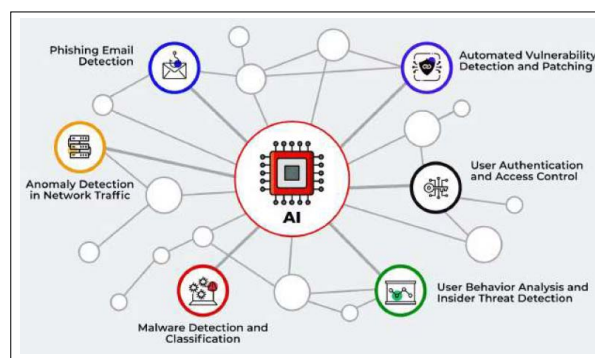 Phishing Email
Detection
Automated Vulnerability
Detection and Patching
Anomaly Detection
in Network Traffic
AI
User Authentication
and Access Control
Malware Detection and
Classification
User Behavior Analysis and
Insider Threat Detection